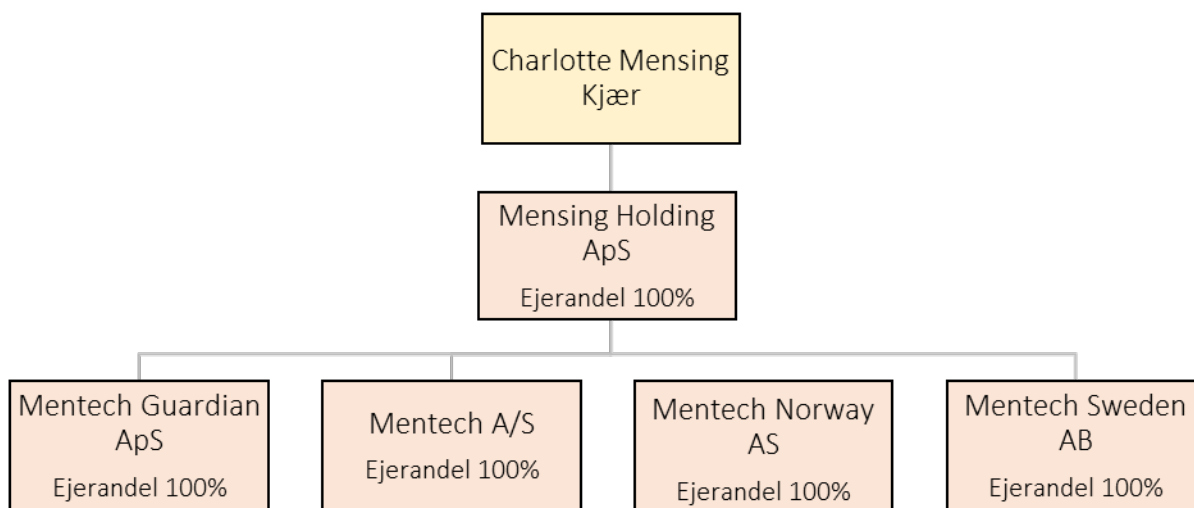 Charlotte Mensing
Kjær
Mensing Holding
ApS
Ejerandel 100%
Mentech Guardian
ApS
Ejerandel 100%
Mentech A/S
Ejerandel 100%
Mentech Norway
AS
Ejerandel 100%
Mentech Sweden
AB
Ejerandel 100%